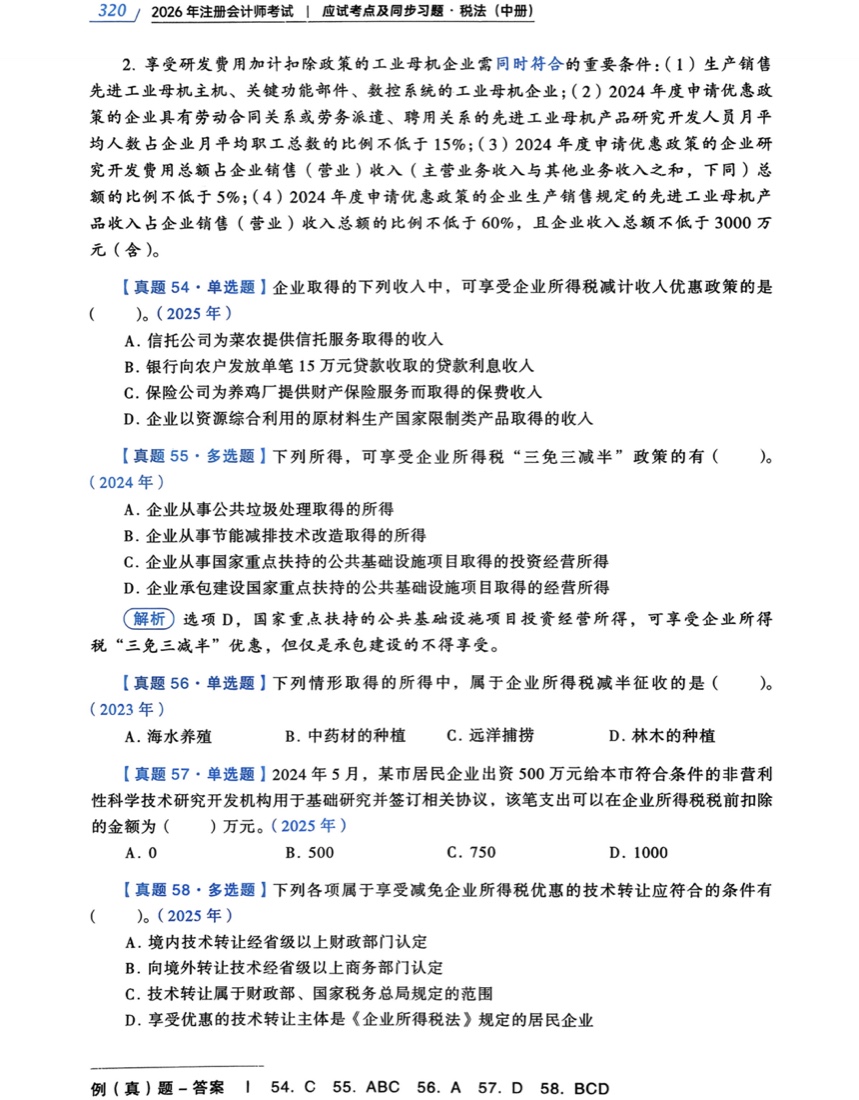 320 2026年注册会计师考试 | 应试考点及同步习题·税法（中册）
2. 享受研发费用加计扣除政策的工业母机企业需同时符合的重要条件：（1）生产销售
先进工业母机主机、关键功能部件、数控系统的工业母机企业；（2）2024年度申请优惠政
策的企业具有劳动合同关系或劳务派遣、聘用关系的先进工业母机产品研究开发人员月平
均人数占企业月平均职工总数的比例不低于15%；（3）2024年度申请优惠政策的企业研
究开发费用总额占企业销售（营业）收入（主营业务收入与其他业务收入之和，下同）总
额的比例不低于5%；（4）2024年度申请优惠政策的企业生产销售规定的先进工业母机产
品收入占企业销售（营业）收入总额的比例不低于60%，且企业收入总额不低于3000万
元（含）。
【真题54·单选题】企业取得的下列收入中，可享受企业所得税减计收入优惠政策的是
（　　）。（2025年）
A. 信托公司为菜农提供信托服务取得的收入
B. 银行向农户发放单笔15万元贷款收取的贷款利息收入
C. 保险公司为养鸡厂提供财产保险服务而取得的保费收入
D. 企业以资源综合利用的原材料生产国家限制类产品取得的收入
【真题55·多选题】下列所得，可享受企业所得税“三免三减半”政策的有（　　）。
（2024年）
A. 企业从事公共垃圾处理取得的所得
B. 企业从事节能减排技术改造取得的所得
C. 企业从事国家重点扶持的公共基础设施项目取得的投资经营所得
D. 企业承包建设国家重点扶持的公共基础设施项目取得的经营所得
解析 选项D，国家重点扶持的公共基础设施项目投资经营所得，可享受企业所得
税“三免三减半”优惠，但仅是承包建设的不得享受。
【真题56·单选题】下列情形取得的所得中，属于企业所得税减半征收的是（　　）。
（2023年）
A. 海水养殖　B. 中药材的种植　C. 远洋捕捞　D. 林木的种植
【真题57·单选题】2024年5月，某市居民企业出资500万元给本市符合条件的非营利
性科学技术研究开发机构用于基础研究并签订相关协议，该笔支出可以在企业所得税税前扣除
的金额为（　　）万元。（2025年）
A. 0　B. 500　C. 750　D. 1000
【真题58·多选题】下列各项属于享受减免企业所得税优惠的技术转让应符合的条件有
（　　）。（2025年）
A. 境内技术转让经省级以上财政部门认定
B. 向境外转让技术经省级以上商务部门认定
C. 技术转让属于财政部、国家税务总局规定的范围
D. 享受优惠的技术转让主体是《企业所得税法》规定的居民企业
例（真）题－答案 | 54. C 55. ABC 56. A 57. D 58. BCD